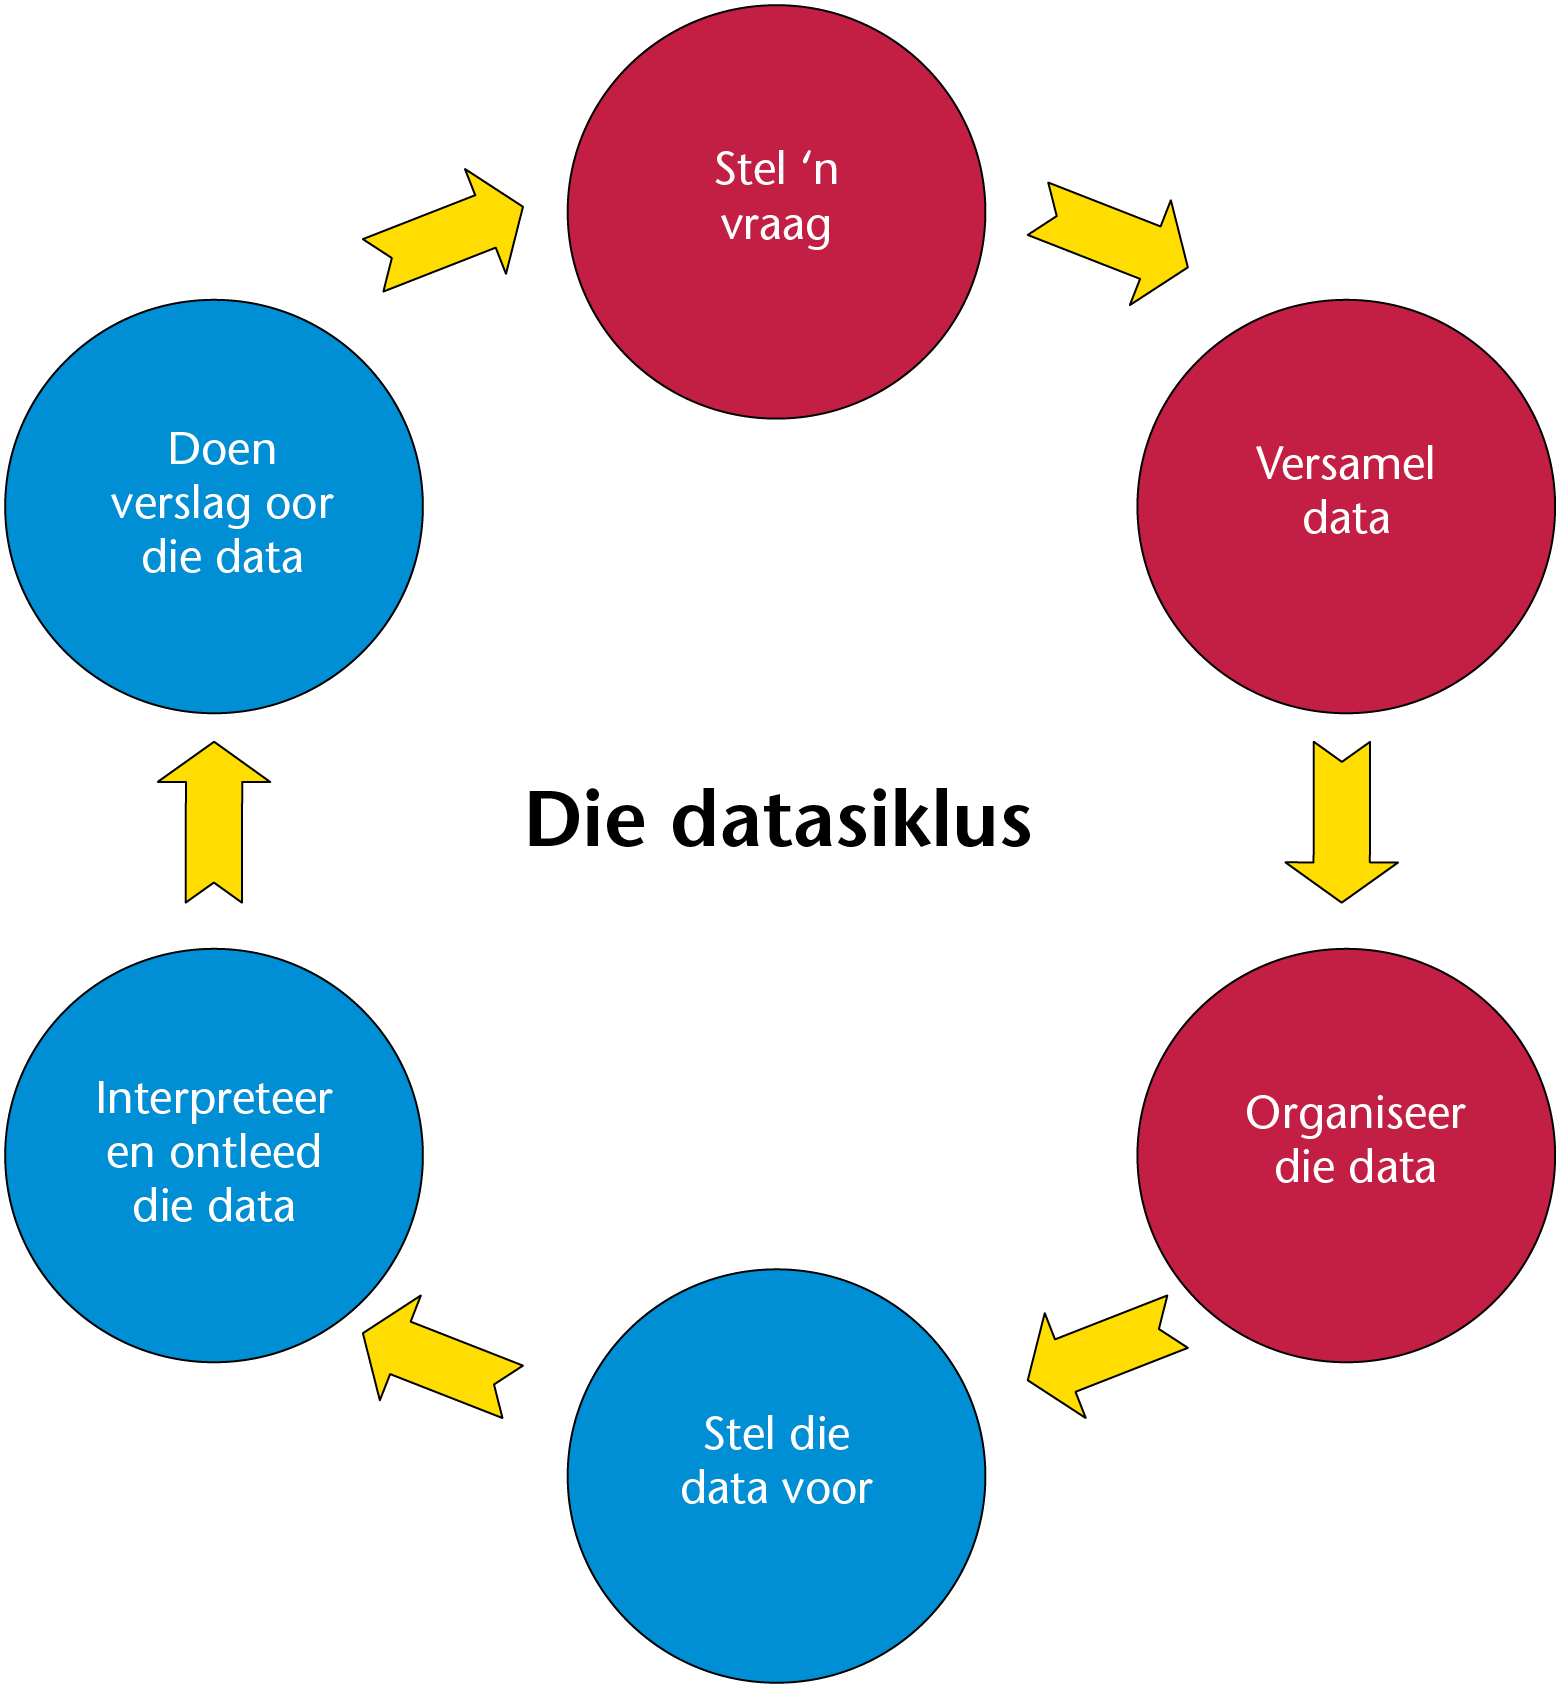 Stel ‘n
vraag
Versamel
data
Organiseer
die data
Stel die
data voor
Interpreteer
en ontleed
die data
Doen
verslag oor
die data
Die datasiklus